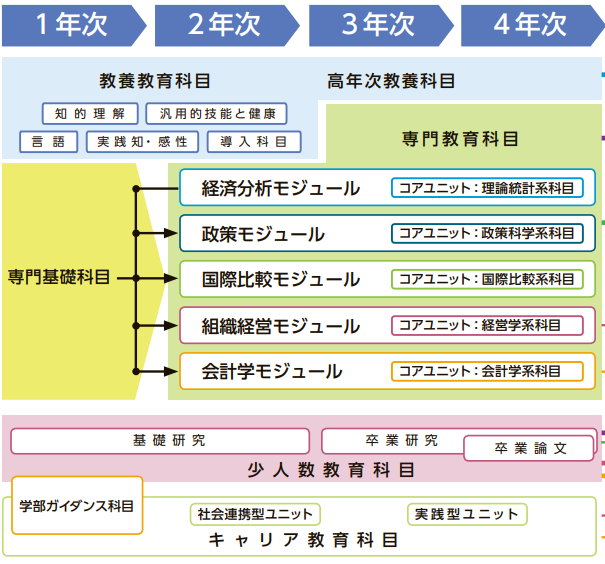 1年次 2年次 3年次 4年次
教養教育科目 高年次教養科目
知的理解 汎用的技能と健康
言語 実践知・感性 導入科目
専門教育科目
経済分析モジュール コアユニット：理論統計系科目
政策モジュール コアユニット：政策科学系科目
専門基礎科目
国際比較モジュール コアユニット：国際比較系科目
組織経営モジュール コアユニット：経営学系科目
会計学モジュール コアユニット：会計学系科目
基礎研究 卒業研究
卒業論文
少人数教育科目
学部ガイダンス科目
社会連携型ユニット 実践型ユニット
キャリア教育科目